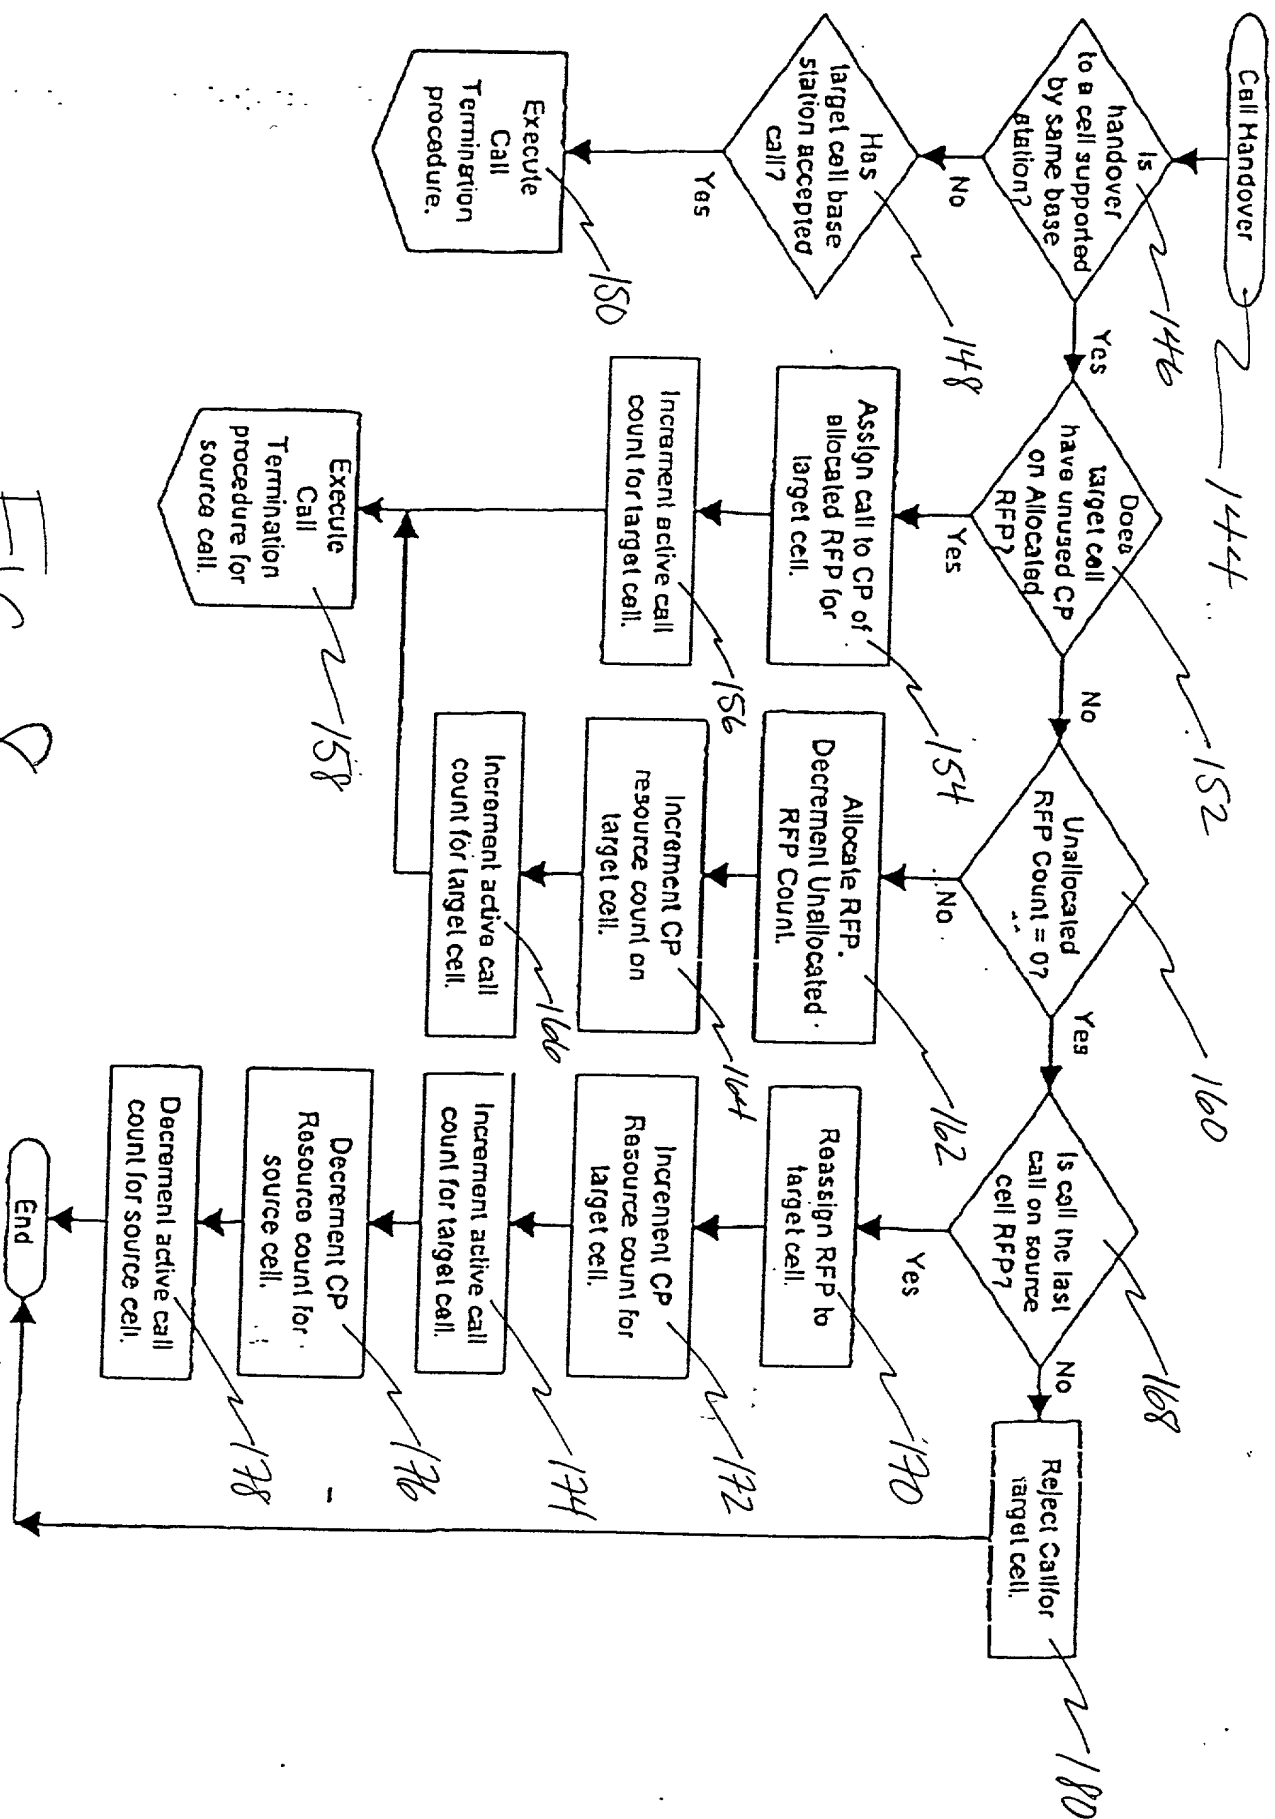 Call Handover
144
Is
handover
to a cell supported
by same base
station?
146
No
Yes
Has
target cell base
station accepted
call?
148
Yes
Execute
Call
Termination
procedure.
150
Does
target cell
have unused CP
on Allocated
RFP?
152
Yes
No
Assign call to CP of
allocated RFP for
target cell.
154
Increment active call
count for target cell.
156
Execute
Call
Termination
procedure for
source cell.
158
Unallocated
RFP Count = 0?
160
No
Yes
Allocate RFP.
Decrement Unallocated
RFP Count.
162
Increment CP
resource count on
target cell.
164
Increment active call
count for target cell.
166
Is call the last
call on source
cell RFP?
168
Yes
No
Reassign RFP to
target cell.
170
Increment CP
Resource count for
target cell.
172
Increment active call
count for target cell.
174
Decrement CP
Resource count for
source cell.
176
Decrement active call
count for source cell.
178
End
Reject Call for
target cell.
180
FIG 8